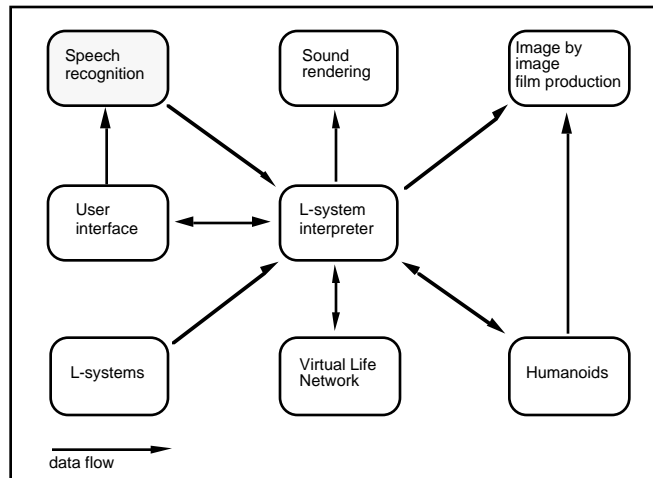 Speech
recognition
Sound
rendering
Image by
image
film production
User
interface
L-system
interpreter
L-systems
Virtual Life
Network
Humanoids
data flow